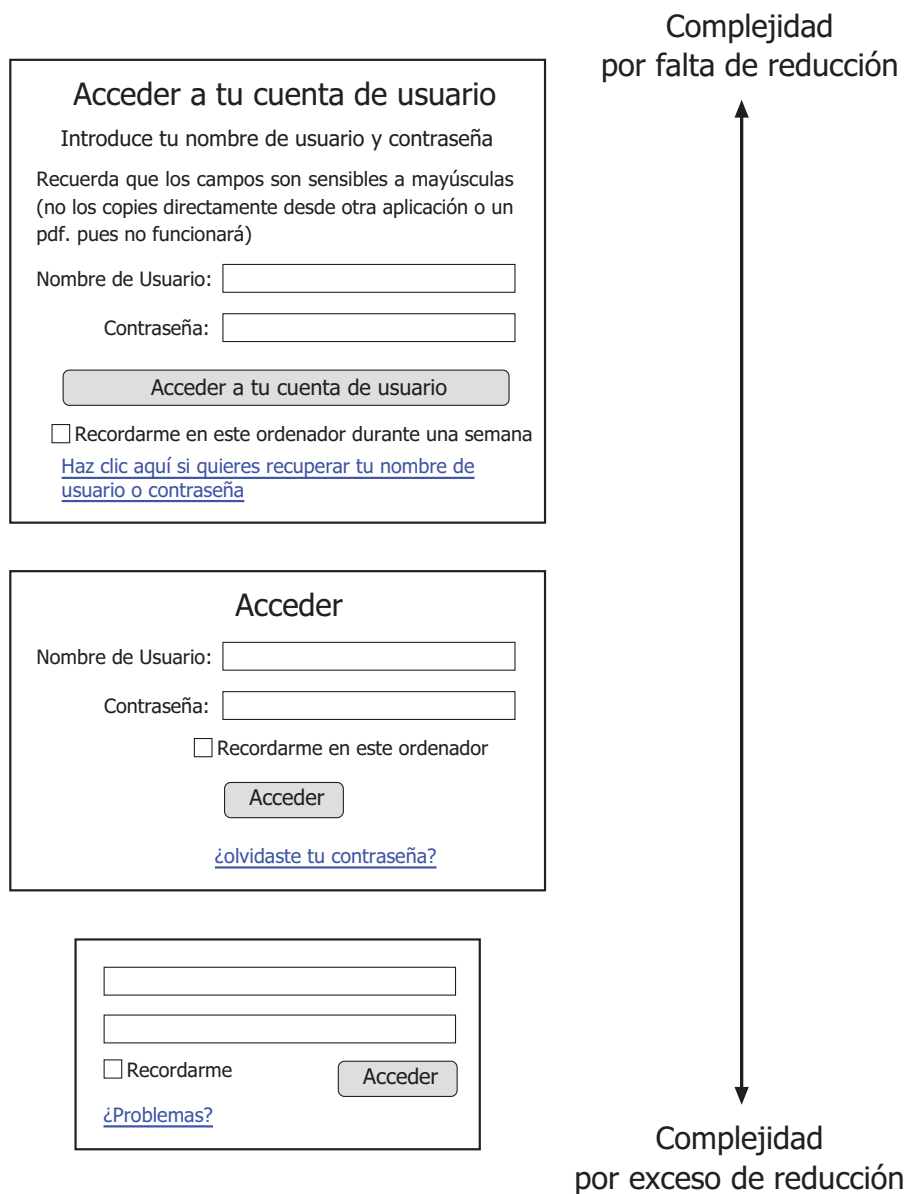 Complejidad
por falta de reducción
Acceder a tu cuenta de usuario
Introduce tu nombre de usuario y contraseña
Recuerda que los campos son sensibles a mayúsculas
(no los copies directamente desde otra aplicación o un
pdf. pues no funcionará)
Nombre de Usuario:
Contraseña:
Acceder a tu cuenta de usuario
Recordarme en este ordenador durante una semana
Haz clic aquí si quieres recuperar tu nombre de
usuario o contraseña
Acceder
Nombre de Usuario:
Contraseña:
Recordarme en este ordenador
Acceder
¿olvidaste tu contraseña?
Recordarme
Acceder
¿Problemas?
Complejidad
por exceso de reducción